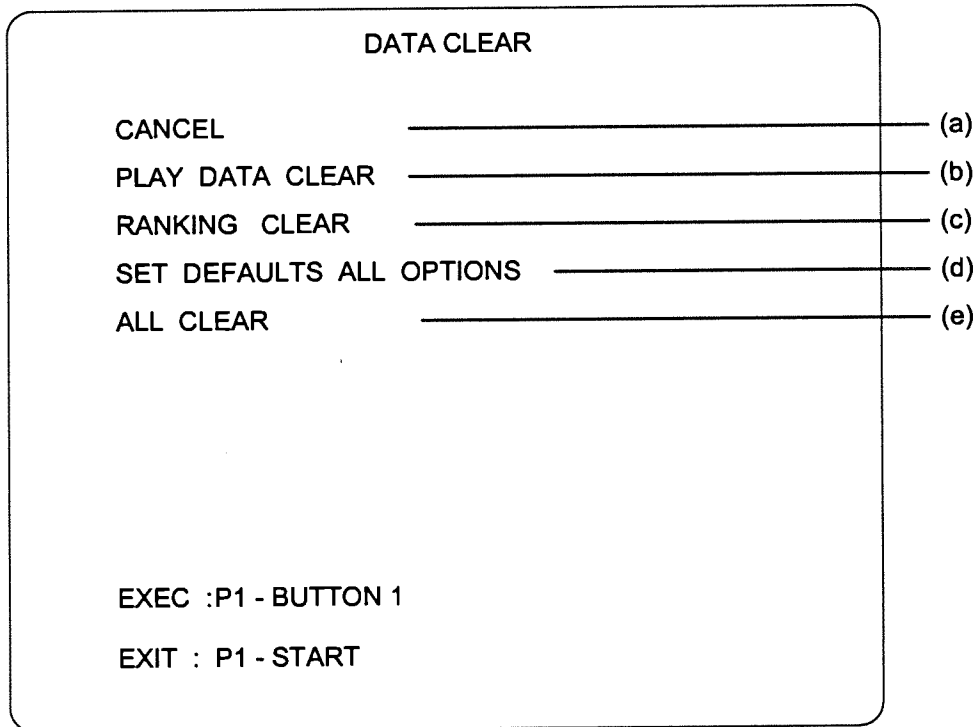 DATA CLEAR
CANCEL (a)
PLAY DATA CLEAR (b)
RANKING CLEAR (c)
SET DEFAULTS ALL OPTIONS (d)
ALL CLEAR (e)
EXEC :P1 - BUTTON 1
EXIT : P1 - START